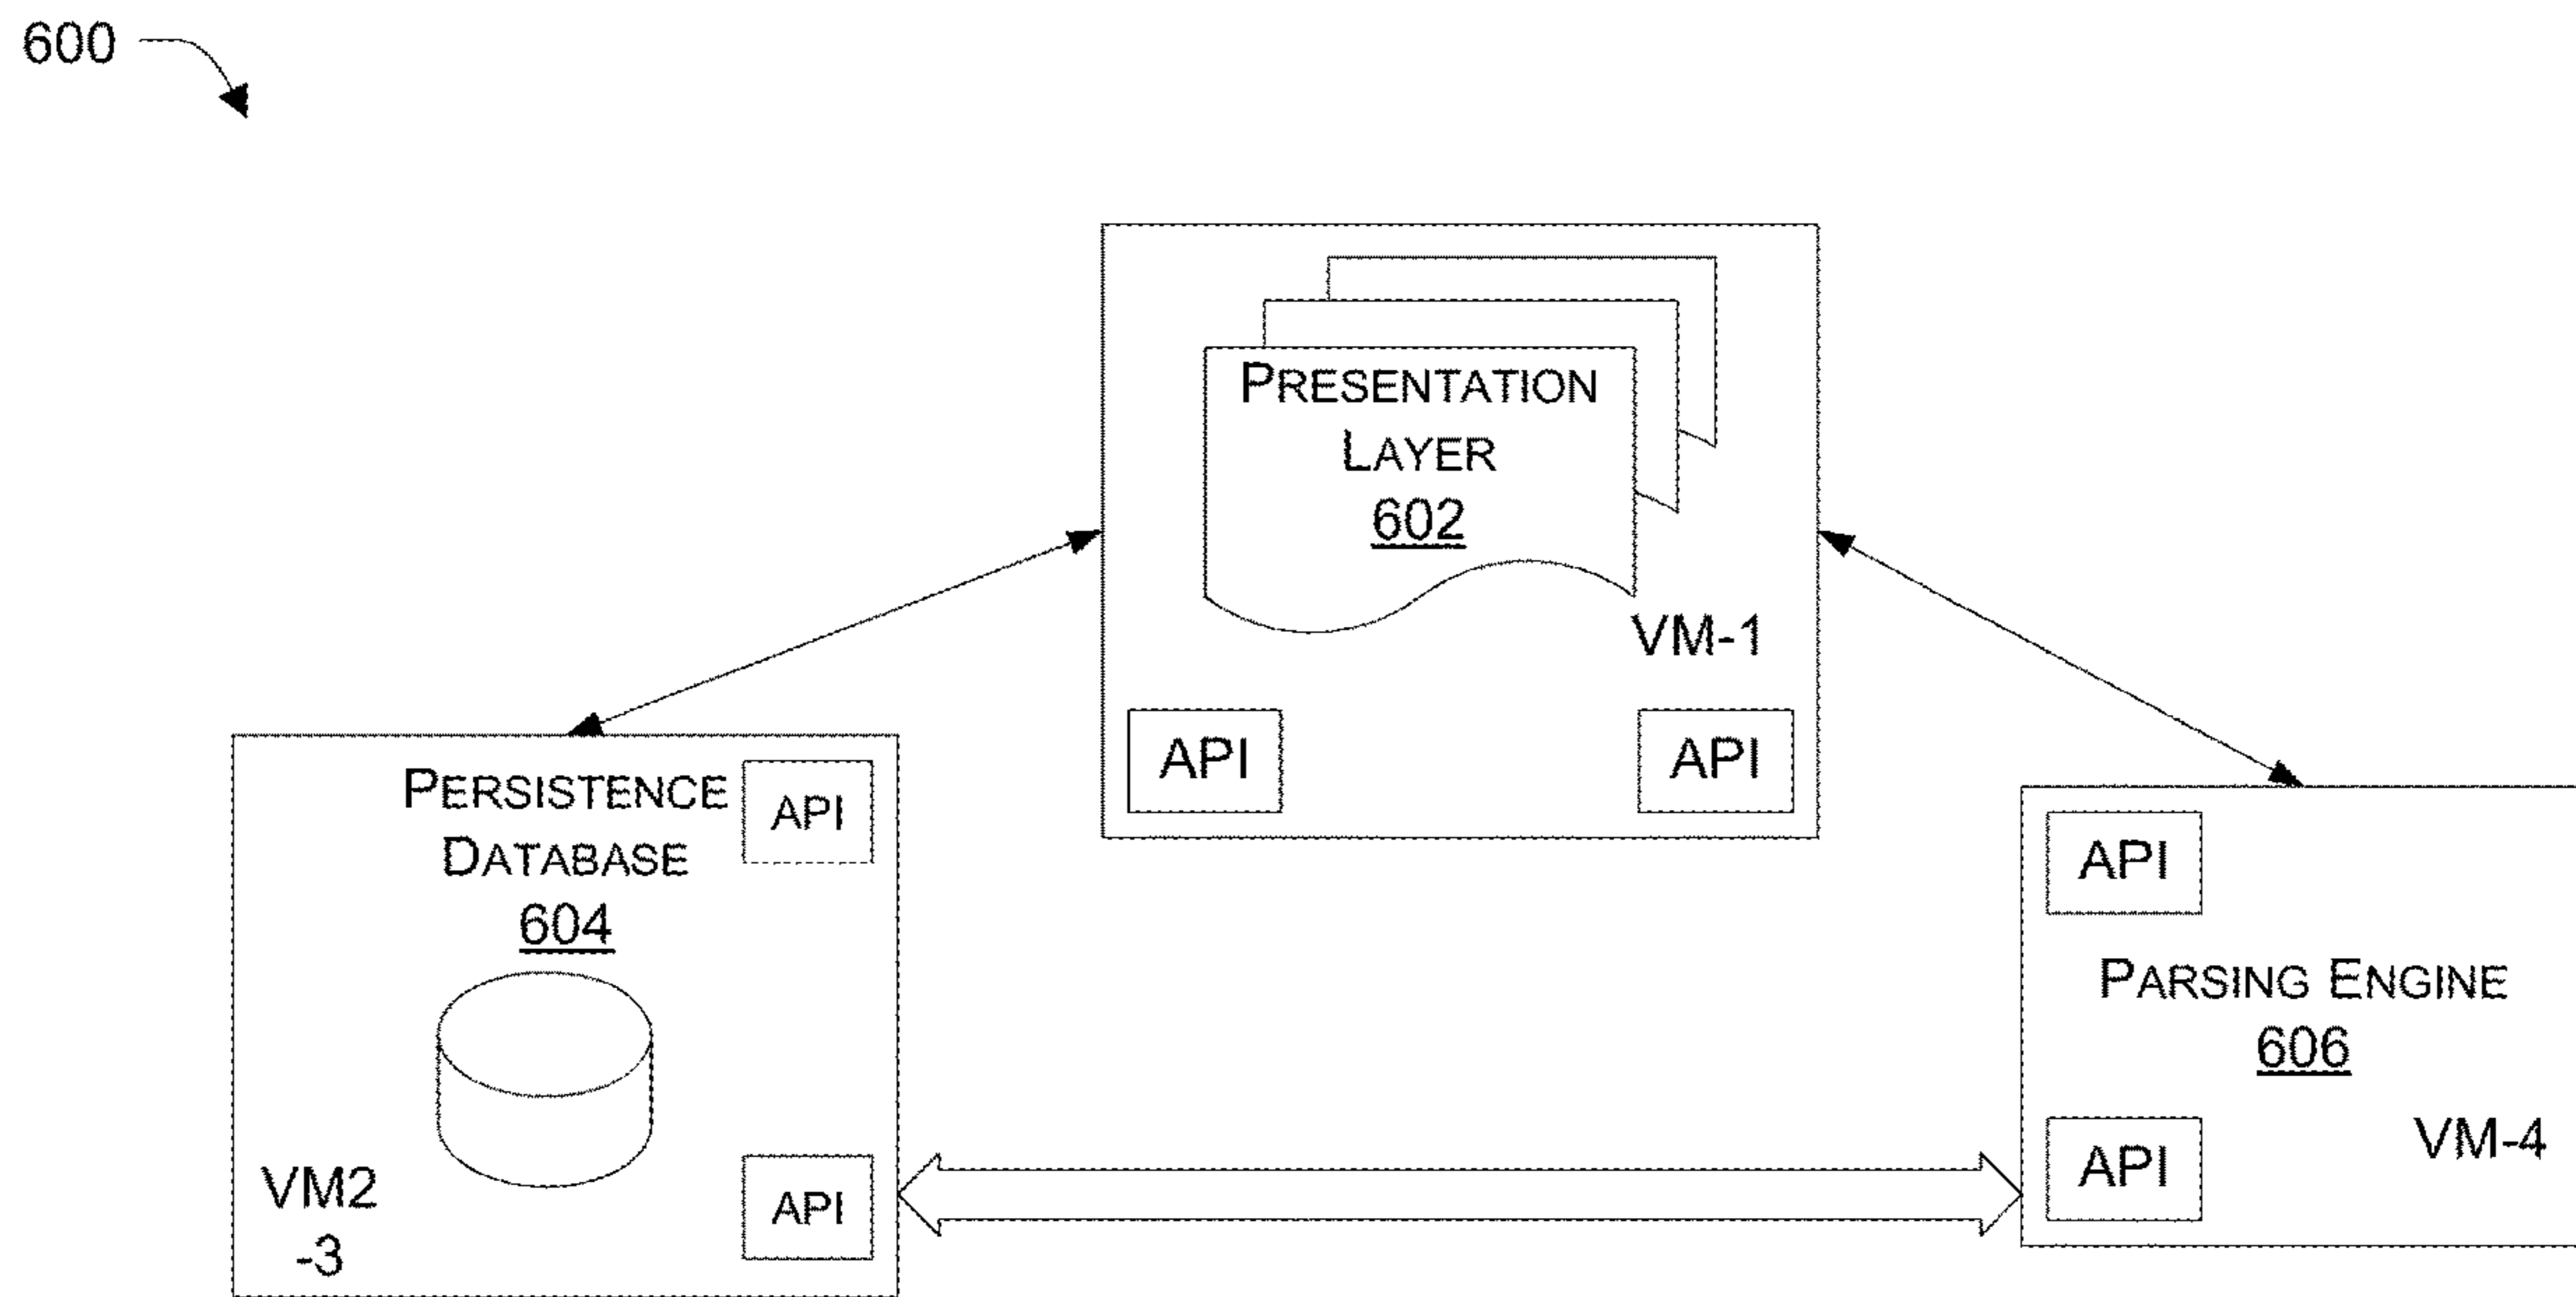 600
PRESENTATION
LAYER
602
VM-1
API
API
PERSISTENCE
DATABASE
604
API
VM2
-3
API
API
PARSING ENGINE
606
VM-4
API